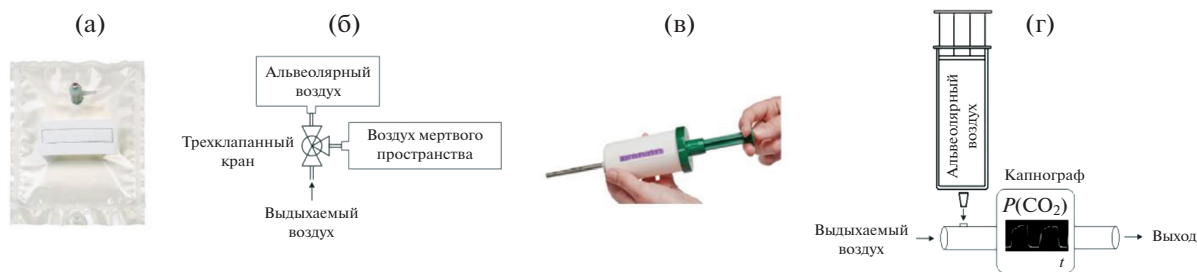 (а)
(б)
Альвеолярный
воздух
Трехклапанный
кран
Воздух мертвого
пространства
Выдыхаемый
воздух
(в)
(г)
Альвеолярный
воздух
Капнограф
P(CO₂)
t
Выдыхаемый
воздух
Выход